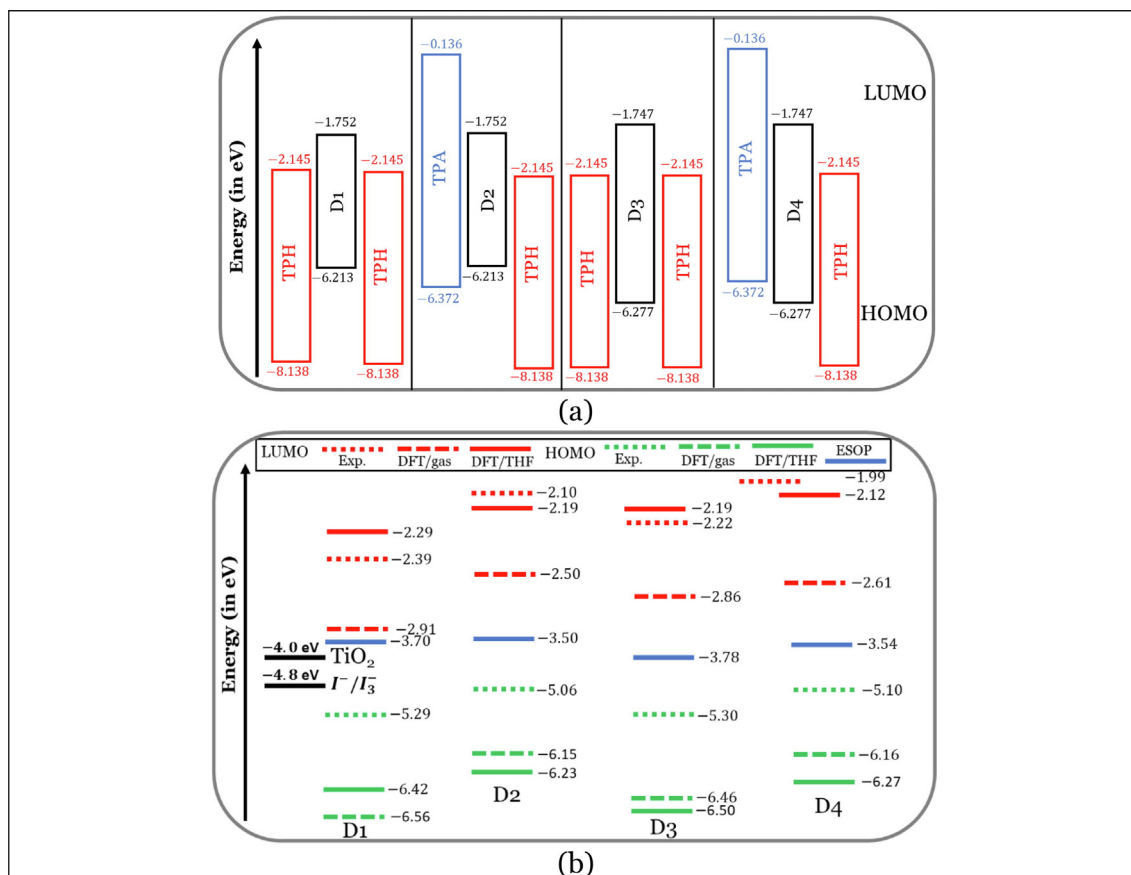 −0.136
−0.136
LUMO
−1.752
−1.752
−1.747
−1.747
−2.145
−2.145
−2.145
−2.145
−2.145
−2.145
Energy (in eV)
TPH
D1
TPH
TPA
D2
TPH
TPH
D3
TPH
TPA
D4
TPH
−6.213
−6.213
−6.372
−6.277
−6.372
−6.277
HOMO
−8.138
−8.138
−8.138
−8.138
−8.138
−8.138
(a)
LUMO
Exp.
DFT/gas
DFT/THF
HOMO
Exp.
DFT/gas
DFT/THF
ESOP
Energy (in eV)
−2.29
−2.39
−2.91
−3.70
−4.0 eV
TiO2
−4.8 eV
I−/I3−
−5.29
−6.42
−6.56
D1
−2.10
−2.19
−2.50
−3.50
−5.06
−6.15
−6.23
D2
−2.19
−2.22
−2.86
−3.78
−5.30
−6.46
−6.50
D3
−1.99
−2.12
−2.61
−3.54
−5.10
−6.16
−6.27
D4
(b)